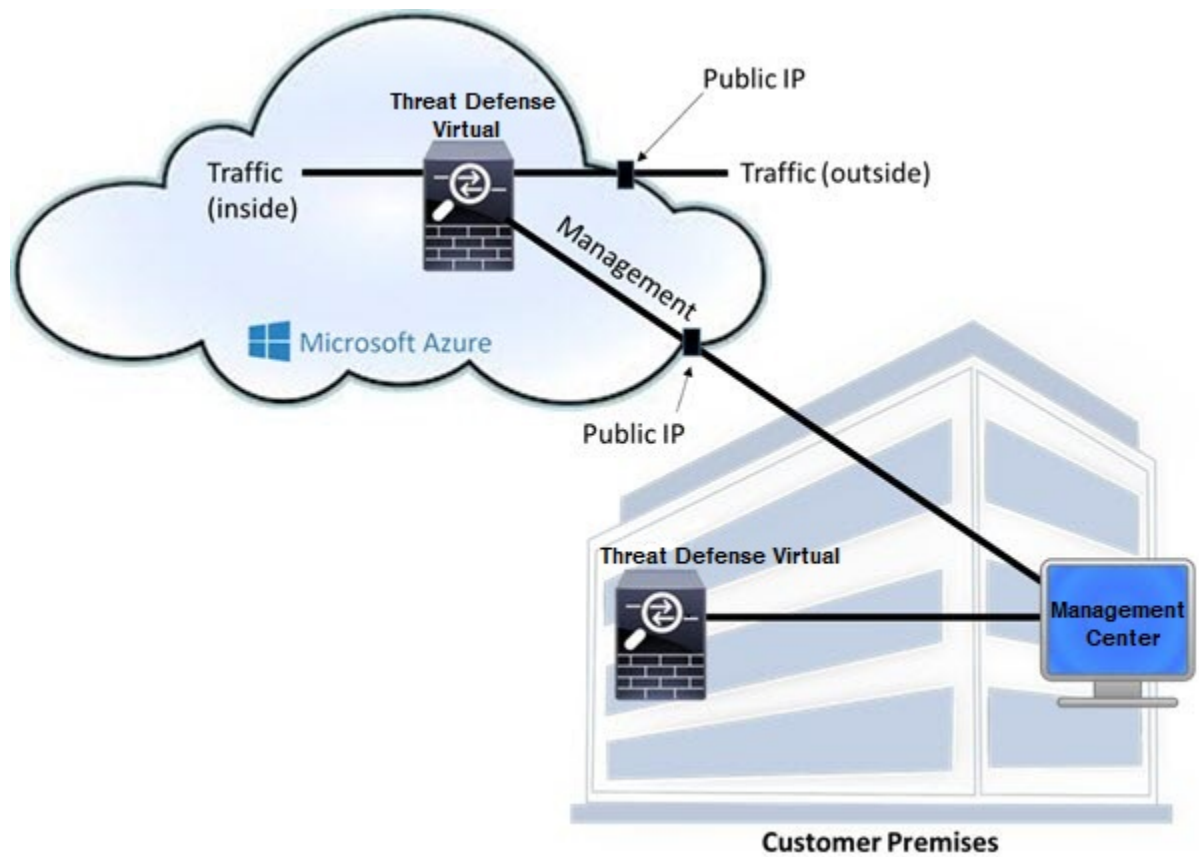 Public IP
Threat Defense
Virtual
Traffic
(inside)
Traffic (outside)
Management
Microsoft Azure
Public IP
Threat Defense Virtual
Management
Center
Customer Premises